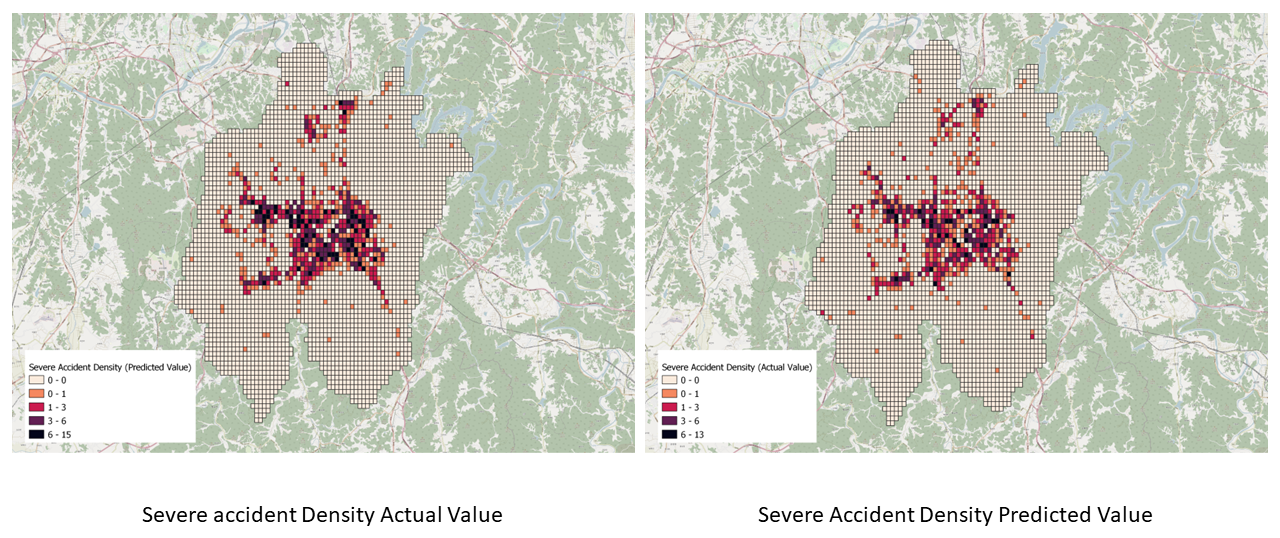 Severe Accident Density (Predicted Value)
0 - 0
0 - 1
1 - 3
3 - 6
6 - 15
Severe Accident Density (Actual Value)
0 - 0
0 - 1
1 - 3
3 - 6
6 - 13
Severe accident Density Actual Value
Severe Accident Density Predicted Value